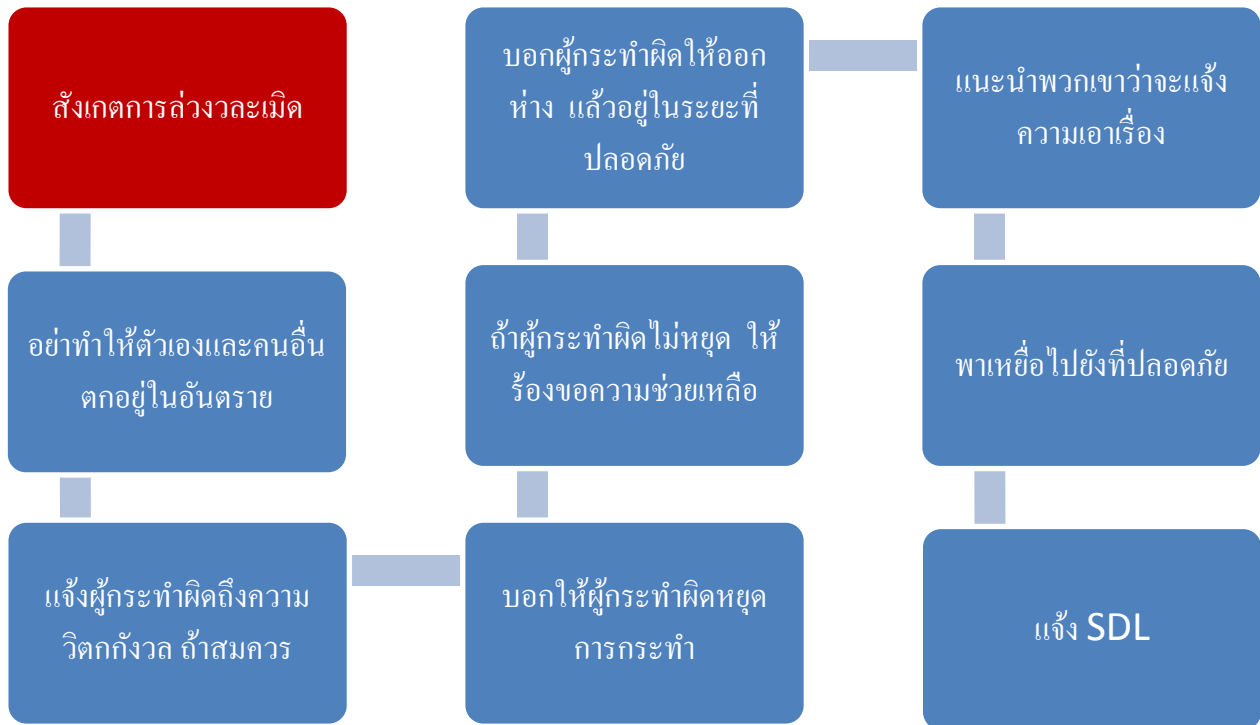 สังเกตการล่วงวละเมิด
อย่าทำให้ตัวเองและคนอื่น
ตกอยู่ในอันตราย
แจ้งผู้กระทำผิดถึงความ
วิตกกังวล ถ้าสมควร
บอกให้ผู้กระทำผิดหยุด
การกระทำ
ถ้าผู้กระทำผิดไม่หยุด ให้
ร้องขอความช่วยเหลือ
บอกผู้กระทำผิดให้ออก
ห่าง แล้วอยู่ในระยะที่
ปลอดภัย
แนะนำพวกเขาว่าจะแจ้ง
ความเอาเรื่อง
พาเหยื่อไปยังที่ปลอดภัย
แจ้ง SDL